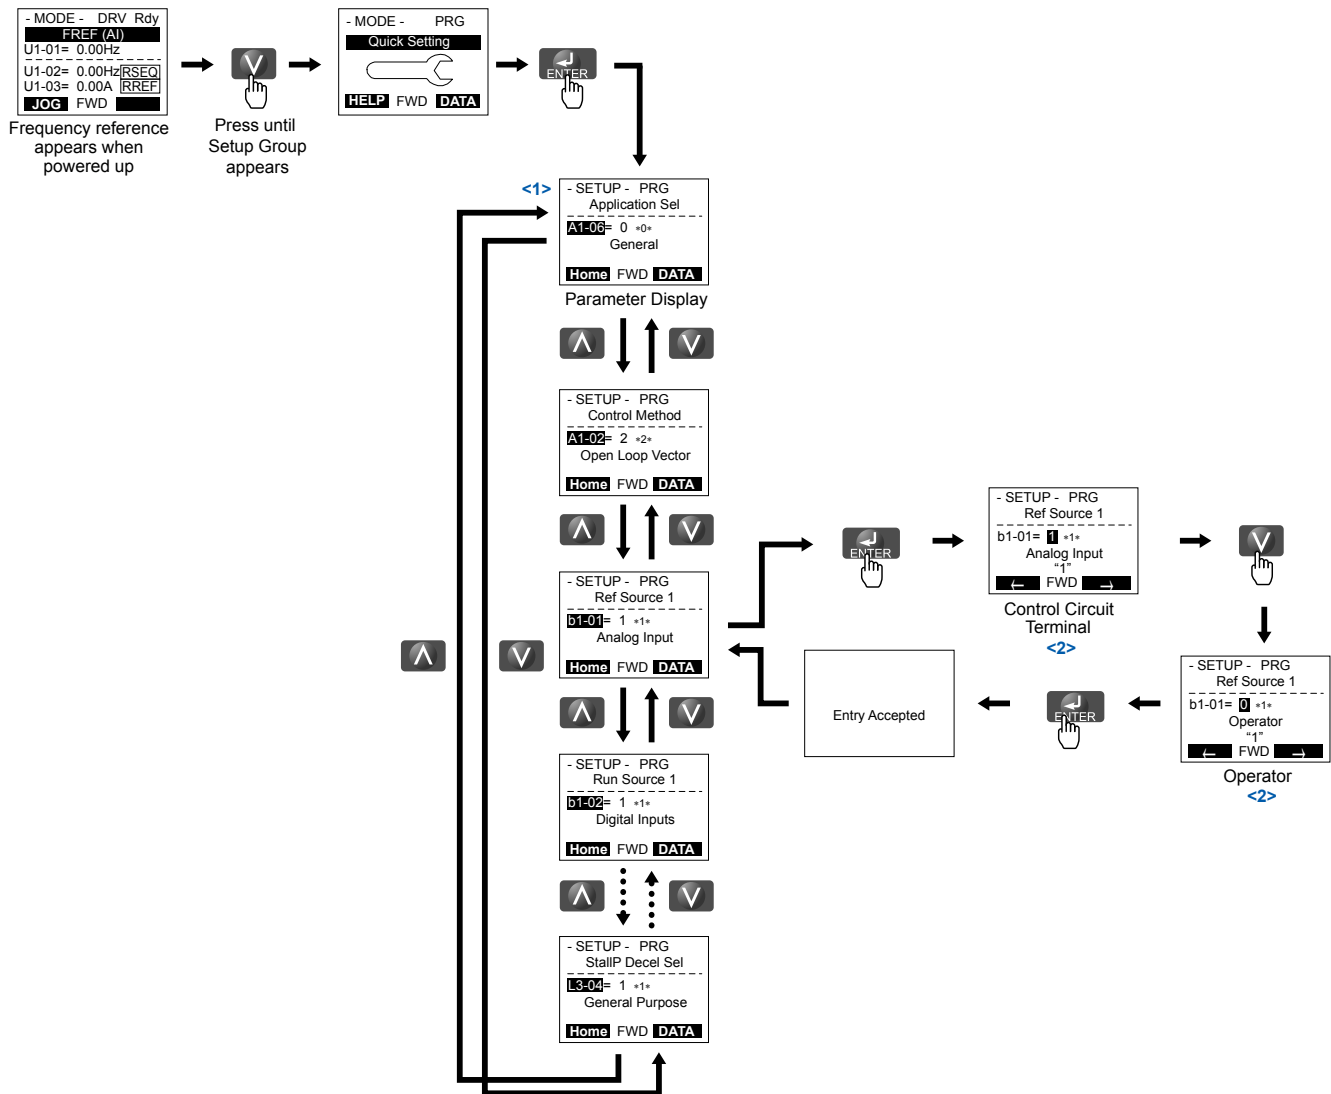 - MODE -   DRV Rdy
FREF (AI)
U1-01=  0.00Hz
U1-02=  0.00Hz RSEQ
U1-03=  0.00A RREF
JOG FWD
Frequency reference
appears when
powered up
V
Press until
Setup Group
appears
- MODE -   PRG
Quick Setting
HELP FWD DATA
ENTER
<1>
- SETUP -  PRG
Application Sel
A1-06=  0  *0*
General
Home FWD DATA
Parameter Display
Λ
V
- SETUP -  PRG
Control Method
A1-02=  2  *2*
Open Loop Vector
Home FWD DATA
Λ
V
- SETUP -  PRG
Ref Source 1
b1-01=  1  *1*
Analog Input
Home FWD DATA
Λ
V
Λ
V
- SETUP -  PRG
Run Source 1
b1-02=  1  *1*
Digital Inputs
Home FWD DATA
Λ
V
- SETUP -  PRG
StallP Decel Sel
L3-04=  1  *1*
General Purpose
Home FWD DATA
ENTER
- SETUP -  PRG
Ref Source 1
b1-01=  1  *1*
Analog Input
“1”
← FWD →
Control Circuit
Terminal
<2>
V
- SETUP -  PRG
Ref Source 1
b1-01=  0  *1*
Operator
“1”
← FWD →
Operator
<2>
ENTER
Entry Accepted